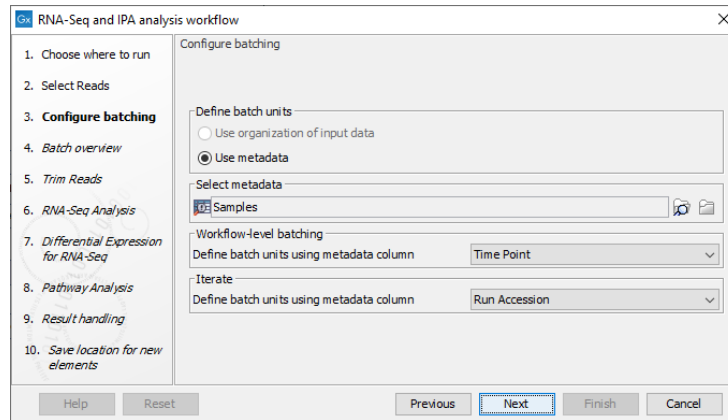 Gx RNA-Seq and IPA analysis workflow
1. Choose where to run
2. Select Reads
3. Configure batching
4. Batch overview
5. Trim Reads
6. RNA-Seq Analysis
7. Differential Expression
for RNA-Seq
8. Pathway Analysis
9. Result handling
10. Save location for new
elements
Configure batching
Define batch units
Use organization of input data
Use metadata
Select metadata
Samples
Workflow-level batching
Define batch units using metadata column Time Point
Iterate
Define batch units using metadata column Run Accession
Help Reset Previous Next Finish Cancel